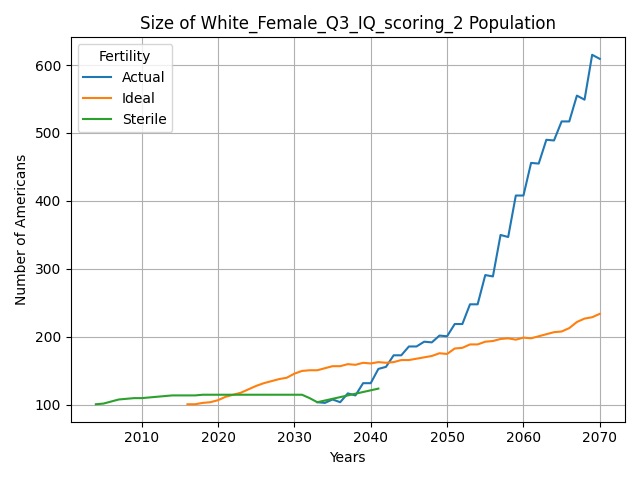 Size of White_Female_Q3_IQ_scoring_2 Population
Fertility
Actual
Ideal
Sterile
Number of Americans
600
500
400
300
200
100
2010 2020 2030 2040 2050 2060 2070
Years